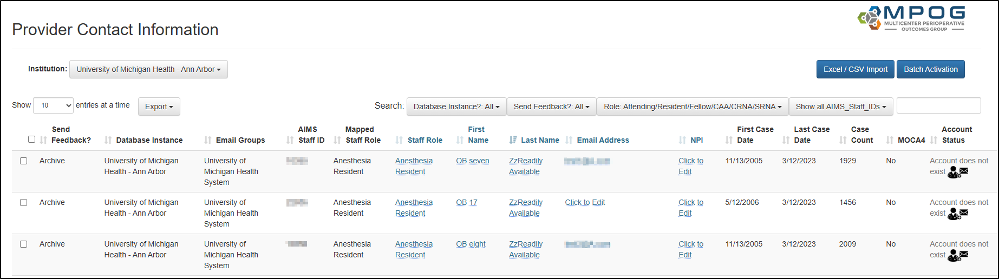 MPOG
MULTICENTER PERIOPERATIVE
OUTCOMES GROUP
Provider Contact Information
Institution: University of Michigan Health - Ann Arbor Excel / CSV Import Batch Activation
Show 10 entries at a time Export Search: Database Instance?: All Send Feedback?: All Role: Attending/Resident/Fellow/CAA/CRNA/SRNA Show all AIMS_Staff_IDs
Send AIMS Mapped First First Case Last Case Case Account
Feedback? Database Instance Email Groups Staff ID Staff Role Staff Role Name Last Name Email Address NPI Date Date Count MOCA4 Status
Archive University of Michigan University of Anesthesia Anesthesia OB seven ZzReadily Click to 11/13/2005 3/12/2023 1929 No Account does not
Health - Ann Arbor Michigan Health Resident Resident Available Edit exist
System
Archive University of Michigan University of Anesthesia Anesthesia OB 17 ZzReadily Click to Edit Click to 5/12/2006 3/12/2023 1456 No Account does not
Health - Ann Arbor Michigan Health Resident Resident Available Edit exist
System
Archive University of Michigan University of Anesthesia Anesthesia OB eight ZzReadily Click to 11/13/2005 3/12/2023 2009 No Account does not
Health - Ann Arbor Michigan Health Resident Resident Available Edit exist
System